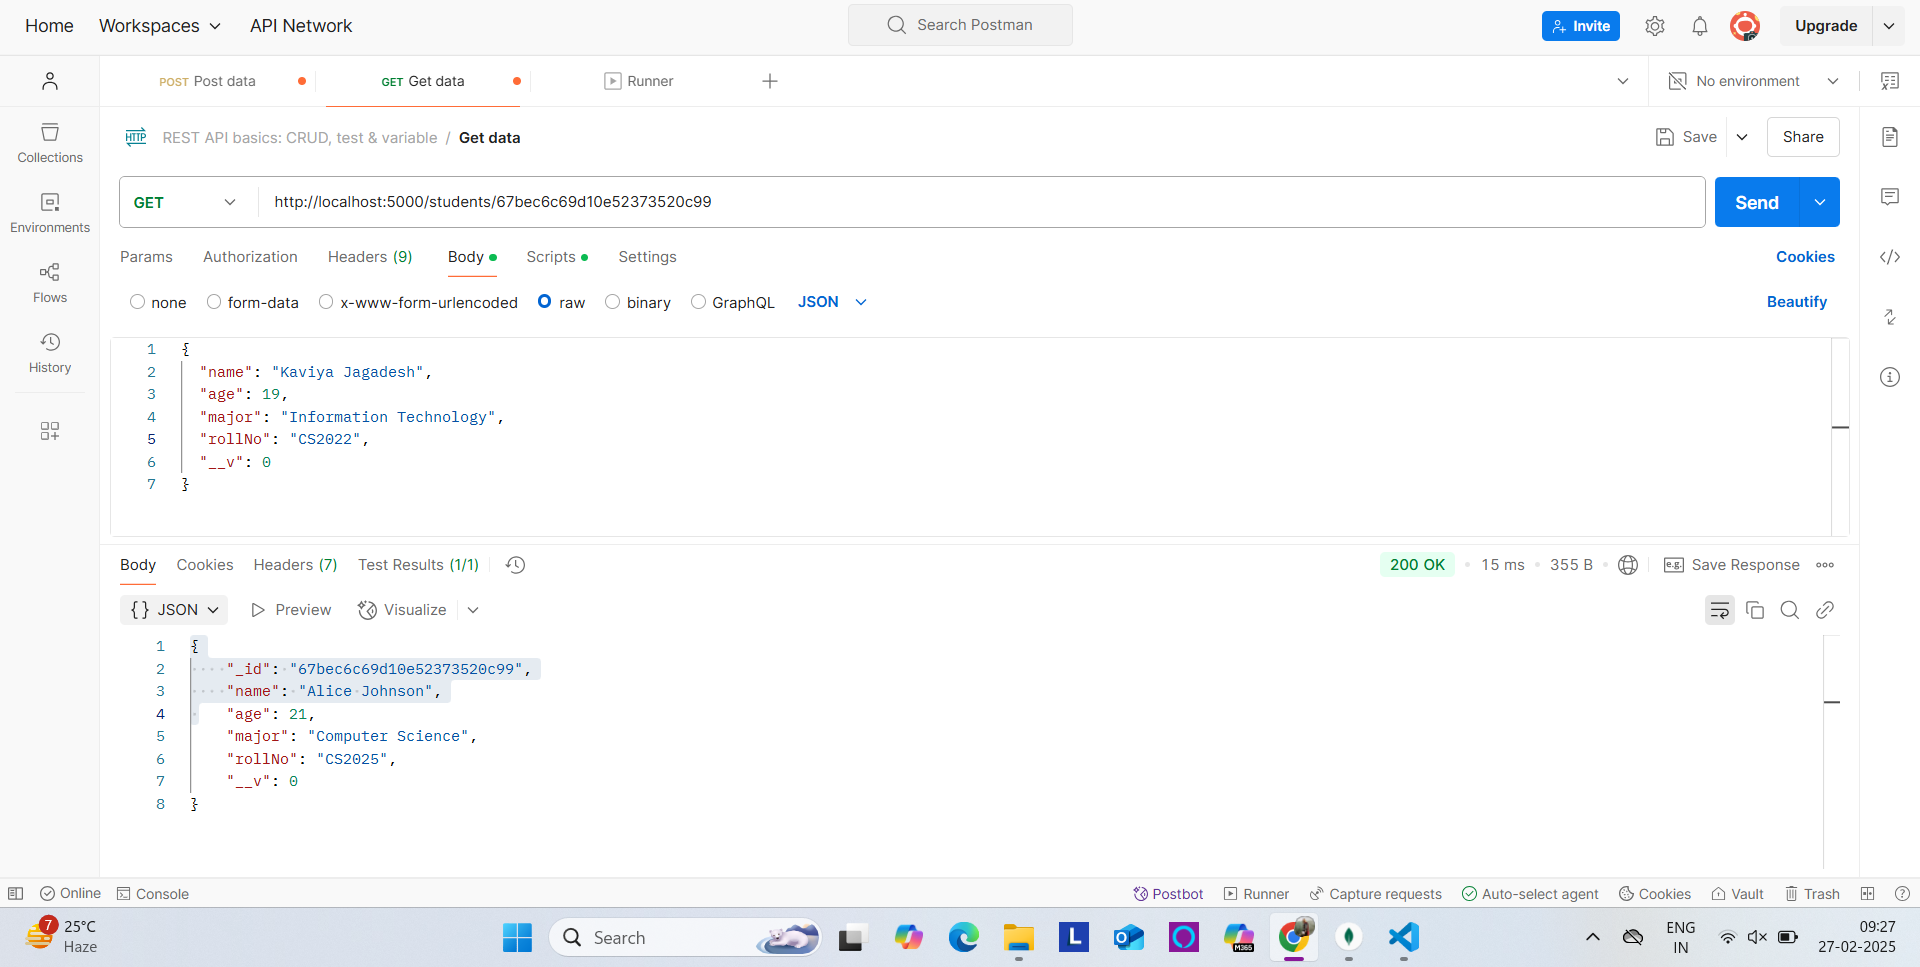 Home Workspaces API Network Search Postman Invite Upgrade
POST Post data GET Get data Runner No environment
REST API basics: CRUD, test & variable / Get data Save Share
HTTP
Collections
Environments
Flows
History
GET http://localhost:5000/students/67bec6c69d10e52373520c99 Send
Params Authorization Headers (9) Body Scripts Settings Cookies
none form-data x-www-form-urlencoded raw binary GraphQL JSON Beautify
1 {
2 "name": "Kaviya Jagadesh",
3 "age": 19,
4 "major": "Information Technology",
5 "rollNo": "CS2022",
6 "__v": 0
7 }
Body Cookies Headers (7) Test Results (1/1) 200 OK 15 ms 355 B e.g. Save Response
{} JSON Preview Visualize
1 {
2 "_id": "67bec6c69d10e52373520c99",
3 "name": "Alice Johnson",
4 "age": 21,
5 "major": "Computer Science",
6 "rollNo": "CS2025",
7 "__v": 0
8 }
Online Console Postbot Runner Capture requests Auto-select agent Cookies Vault Trash
7 25°C
Haze
Search
L
M365
ENG
IN
09:27
27-02-2025